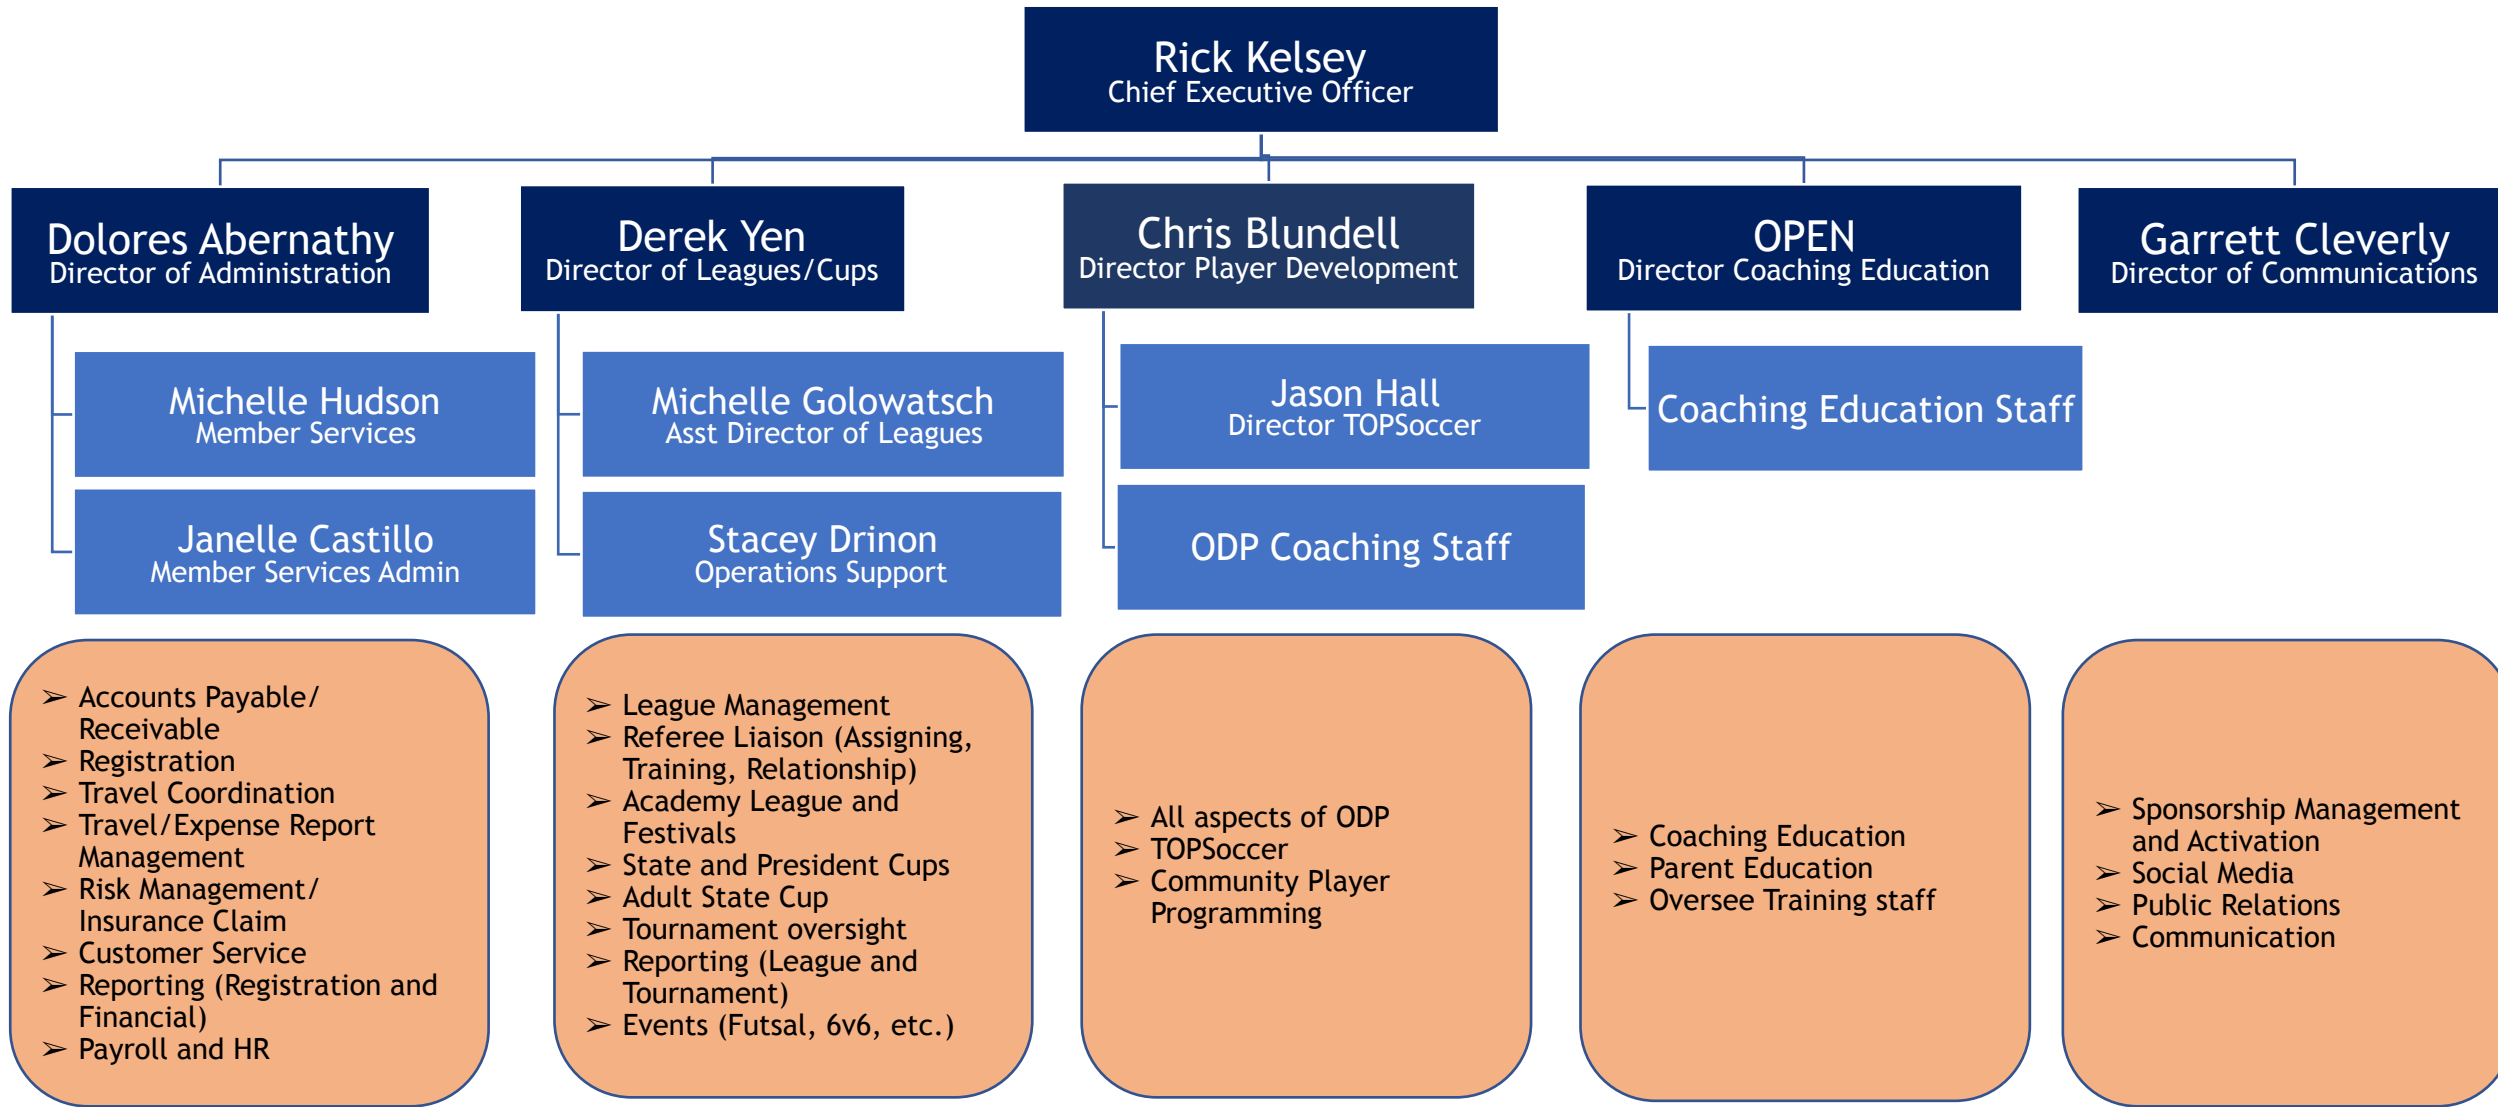 Rick Kelsey
Chief Executive Officer
Dolores Abernathy
Director of Administration
Derek Yen
Director of Leagues/Cups
Chris Blundell
Director Player Development
OPEN
Director Coaching Education
Garrett Cleverly
Director of Communications
Michelle Hudson
Member Services
Janelle Castillo
Member Services Admin
Michelle Golowatsch
Asst Director of Leagues
Stacey Drinon
Operations Support
Jason Hall
Director TOPSoccer
ODP Coaching Staff
Coaching Education Staff
➢ Accounts Payable/
Receivable
➢ Registration
➢ Travel Coordination
➢ Travel/Expense Report
Management
➢ Risk Management/
Insurance Claim
➢ Customer Service
➢ Reporting (Registration and
Financial)
➢ Payroll and HR
➢ League Management
➢ Referee Liaison (Assigning,
Training, Relationship)
➢ Academy League and
Festivals
➢ State and President Cups
➢ Adult State Cup
➢ Tournament oversight
➢ Reporting (League and
Tournament)
➢ Events (Futsal, 6v6, etc.)
➢ All aspects of ODP
➢ TOPSoccer
➢ Community Player
Programming
➢ Coaching Education
➢ Parent Education
➢ Oversee Training staff
➢ Sponsorship Management
and Activation
➢ Social Media
➢ Public Relations
➢ Communication